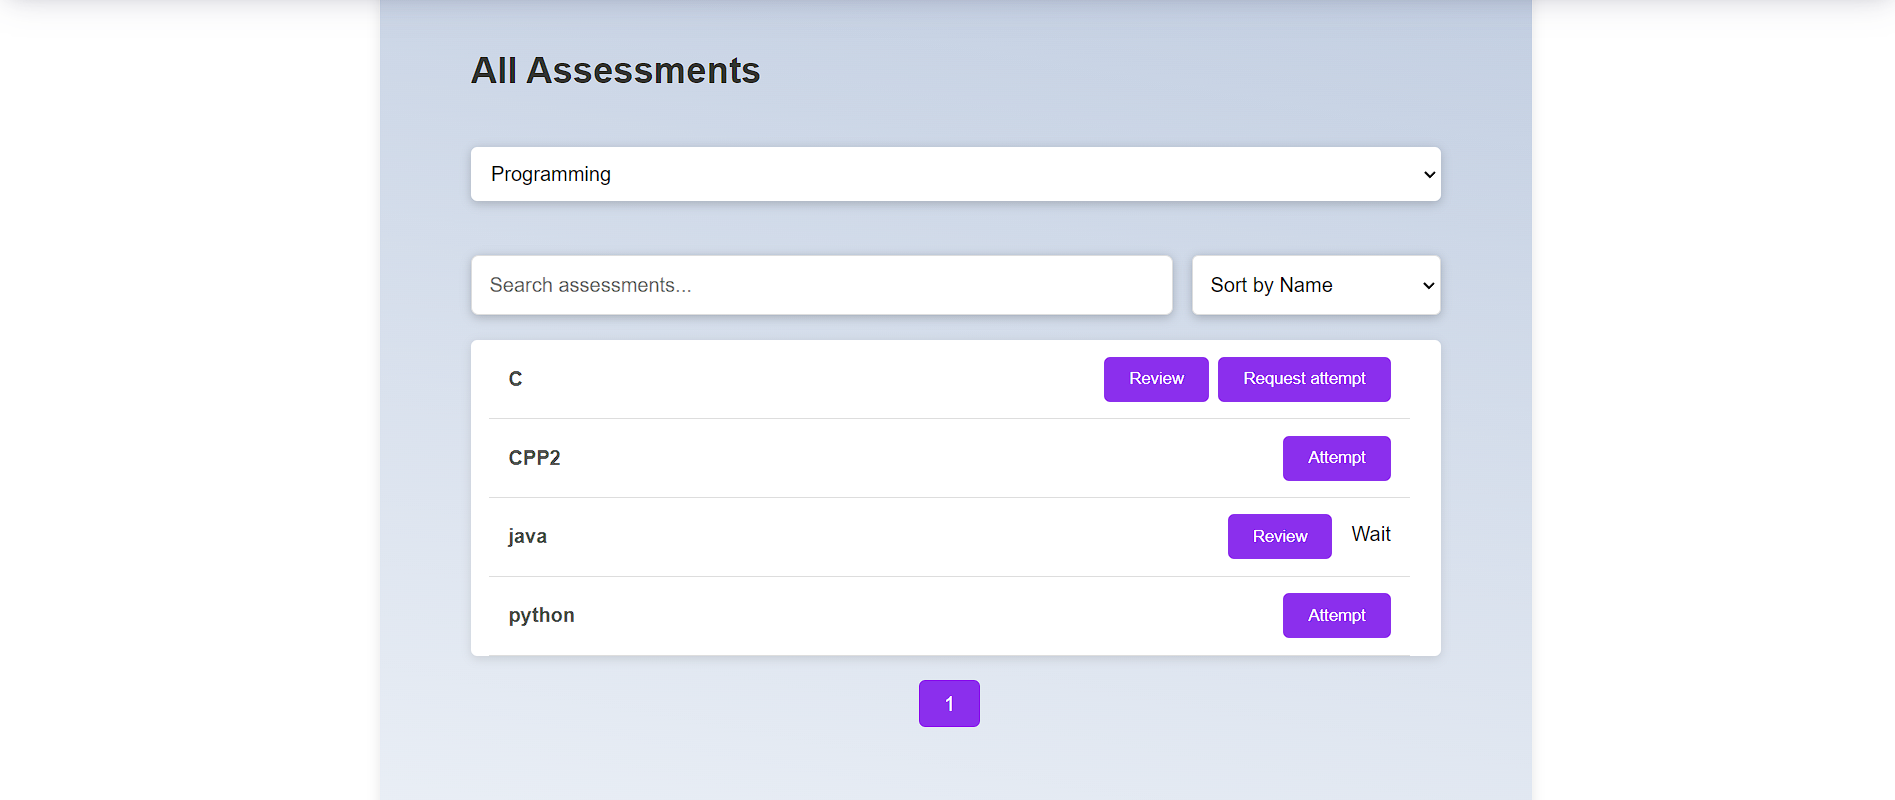 All Assessments
Programming
Search assessments... Sort by Name
C Review Request attempt
CPP2 Attempt
java Review Wait
python Attempt
1